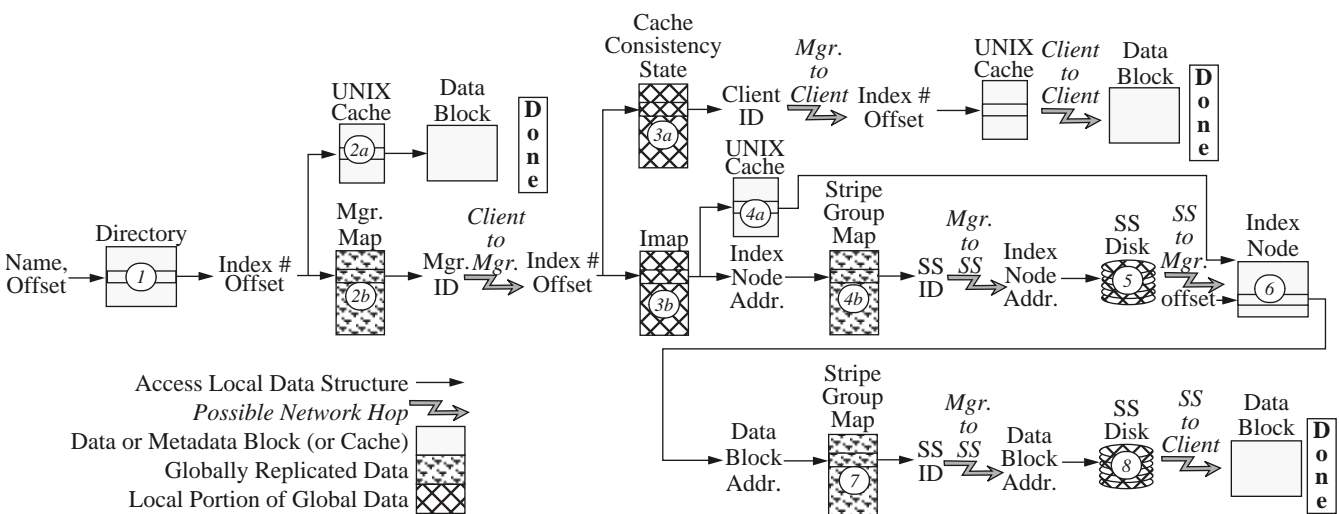 Cache
Consistency
State
3a
Client
ID
Mgr.
to
Client
Index #
Offset
UNIX
Cache
Client
to
Client
Data
Block
D
o
n
e
UNIX
Cache
2a
Data
Block
D
o
n
e
Name,
Offset
Directory
1
Index #
Offset
Mgr.
Map
2b
Mgr.
ID
Client
to
Mgr.
Index #
Offset
Imap
3b
UNIX
Cache
4a
Index
Node
Addr.
Stripe
Group
Map
4b
SS
ID
Mgr.
to
SS
Index
Node
Addr.
SS
Disk
5
SS
to
Mgr.
offset
Index
Node
6
Access Local Data Structure
Possible Network Hop
Data or Metadata Block (or Cache)
Globally Replicated Data
Local Portion of Global Data
Data
Block
Addr.
Stripe
Group
Map
7
SS
ID
Mgr.
to
SS
Data
Block
Addr.
SS
Disk
8
SS
to
Client
Data
Block
D
o
n
e